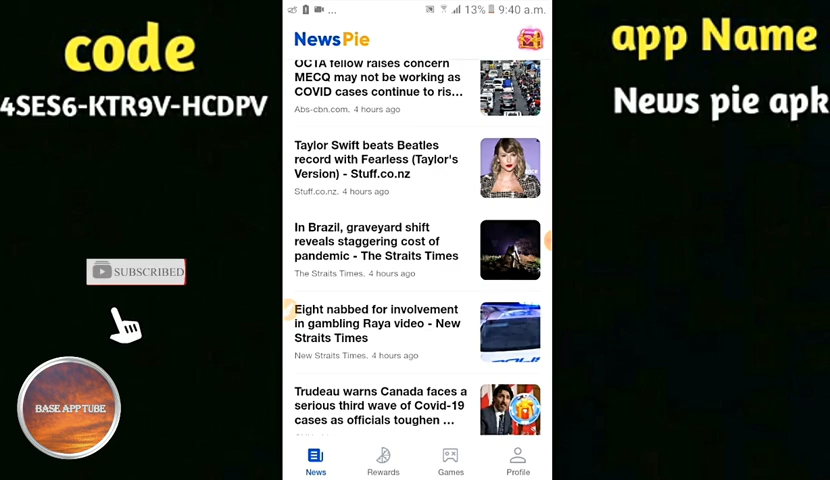 code
4SES6-KTR9V-HCDPV
SUBSCRIBED
BASE APP TUBE
13% 9:40 a.m.
NewsPie
OCTA fellow raises concern
MECQ may not be working as
COVID cases continue to ris...
Abs-cbn.com. 4 hours ago
Taylor Swift beats Beatles
record with Fearless (Taylor's
Version) - Stuff.co.nz
Stuff.co.nz. 4 hours ago
In Brazil, graveyard shift
reveals staggering cost of
pandemic - The Straits Times
The Straits Times. 4 hours ago
Eight nabbed for involvement
in gambling Raya video - New
Straits Times
New Straits Times. 4 hours ago
Trudeau warns Canada faces a
serious third wave of Covid-19
cases as officials toughen ...
News
Rewards
Games
Profile
app Name
News pie apk